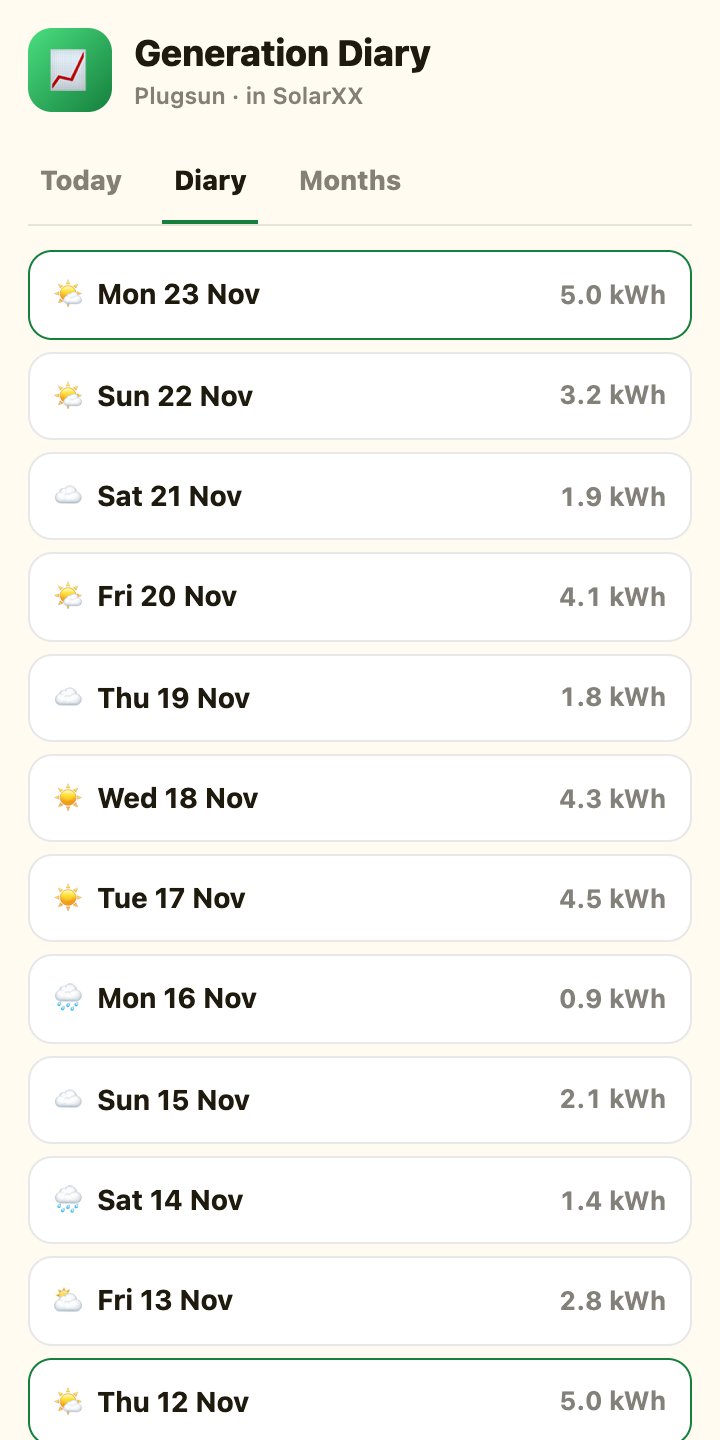 Generation Diary
Plugsun · in SolarXX
Today Diary Months
Mon 23 Nov 5.0 kWh
Sun 22 Nov 3.2 kWh
Sat 21 Nov 1.9 kWh
Fri 20 Nov 4.1 kWh
Thu 19 Nov 1.8 kWh
Wed 18 Nov 4.3 kWh
Tue 17 Nov 4.5 kWh
Mon 16 Nov 0.9 kWh
Sun 15 Nov 2.1 kWh
Sat 14 Nov 1.4 kWh
Fri 13 Nov 2.8 kWh
Thu 12 Nov 5.0 kWh